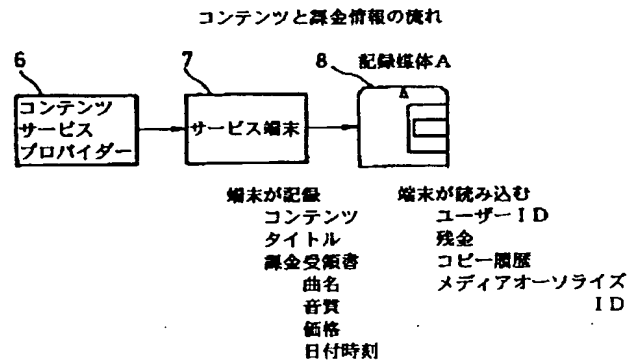 コンテンツと課金情報の流れ
6
7
8
記録媒体A
コンテンツ
サービス
プロバイダー
サービス端末
端末が記録
コンテンツ
タイトル
課金受領書
曲名
音質
価格
日付時刻
端末が読み込む
ユーザーID
残金
コピー履歴
メディアオーソライズ
ID